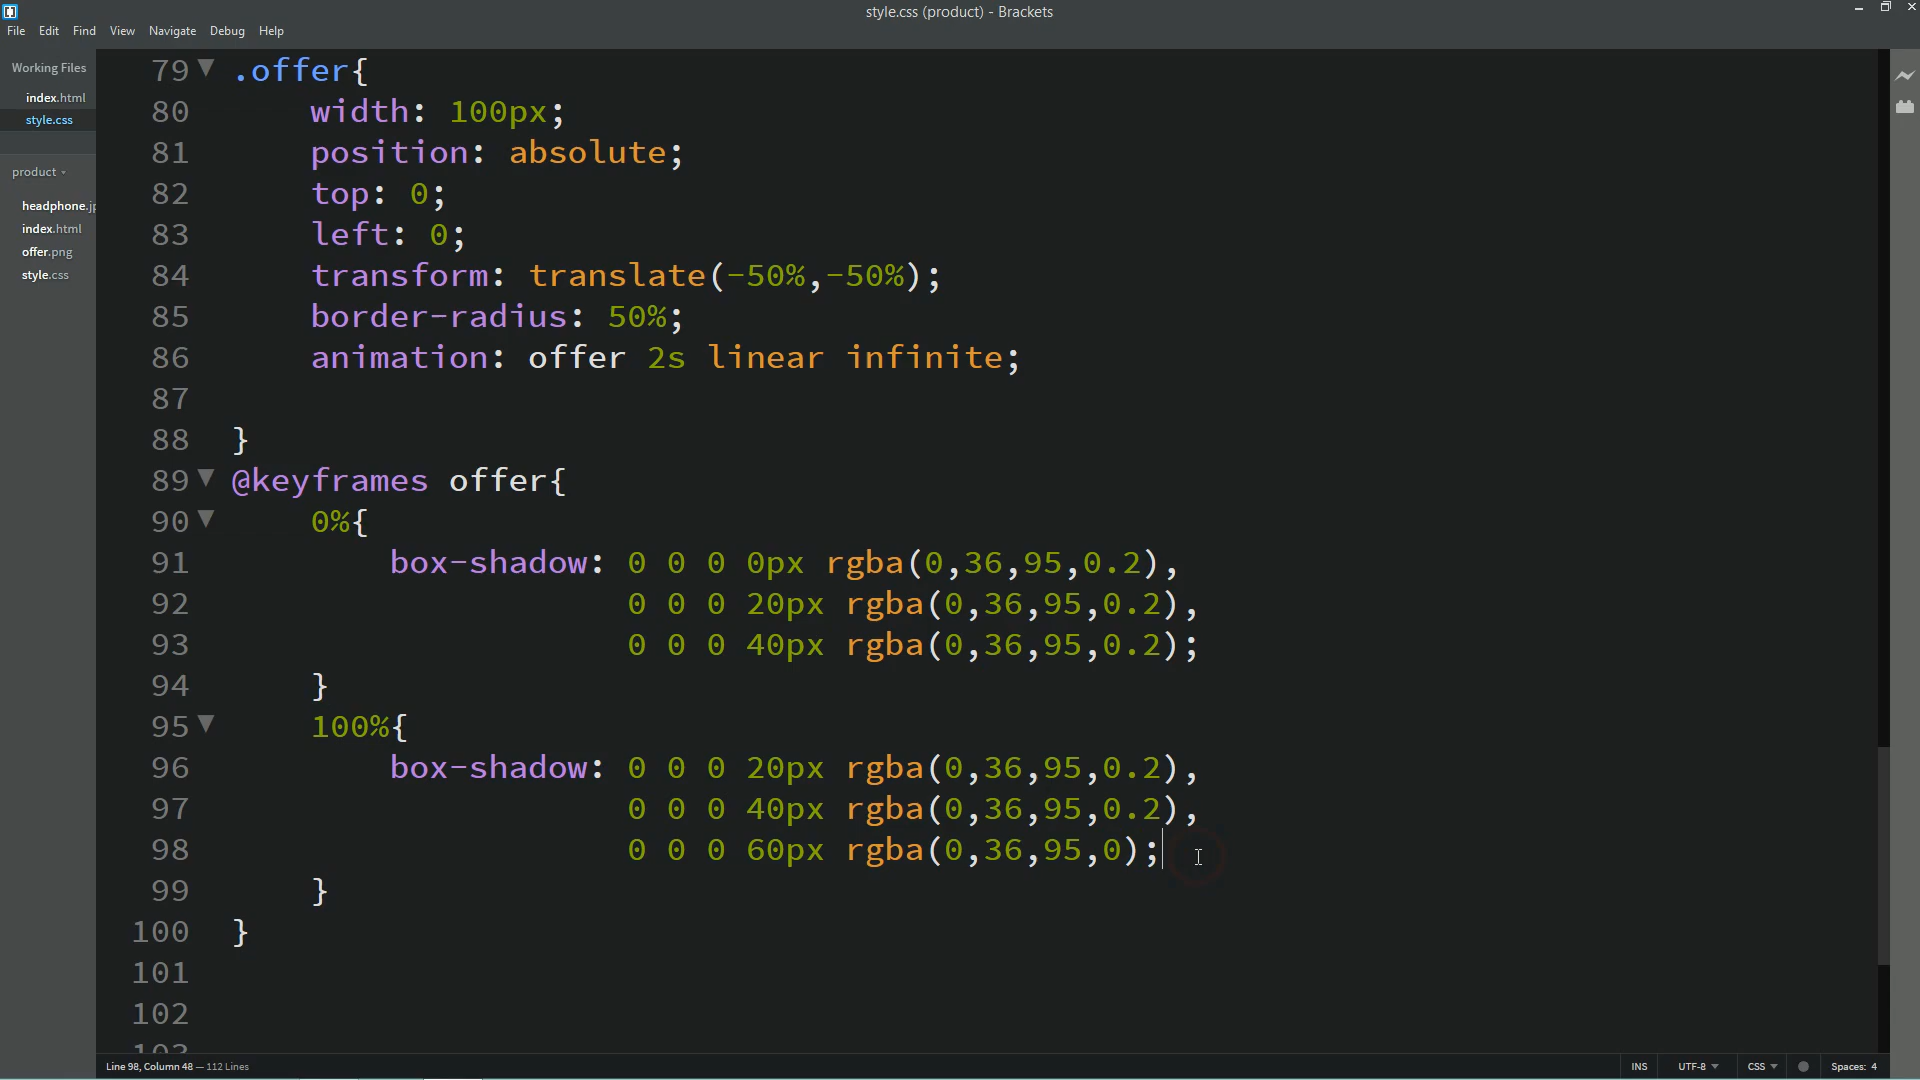 style.css (product) - Brackets
File Edit Find View Navigate Debug Help
Working Files
index.html
style.css
product
headphone.jp
index.html
offer.png
style.css
79 .offer{
80 width: 100px;
81 position: absolute;
82 top: 0;
83 left: 0;
84 transform: translate(-50%,-50%);
85 border-radius: 50%;
86 animation: offer 2s linear infinite;
87
88 }
89 @keyframes offer{
90 0%{
91 box-shadow: 0 0 0 0px rgba(0,36,95,0.2),
92 0 0 0 20px rgba(0,36,95,0.2),
93 0 0 0 40px rgba(0,36,95,0.2);
94 }
95 100%{
96 box-shadow: 0 0 0 20px rgba(0,36,95,0.2),
97 0 0 0 40px rgba(0,36,95,0.2),
98 0 0 0 60px rgba(0,36,95,0);
99 }
100 }
101
102
103
Line 98, Column 48 — 112 Lines
INS UTF-8 CSS Spaces: 4